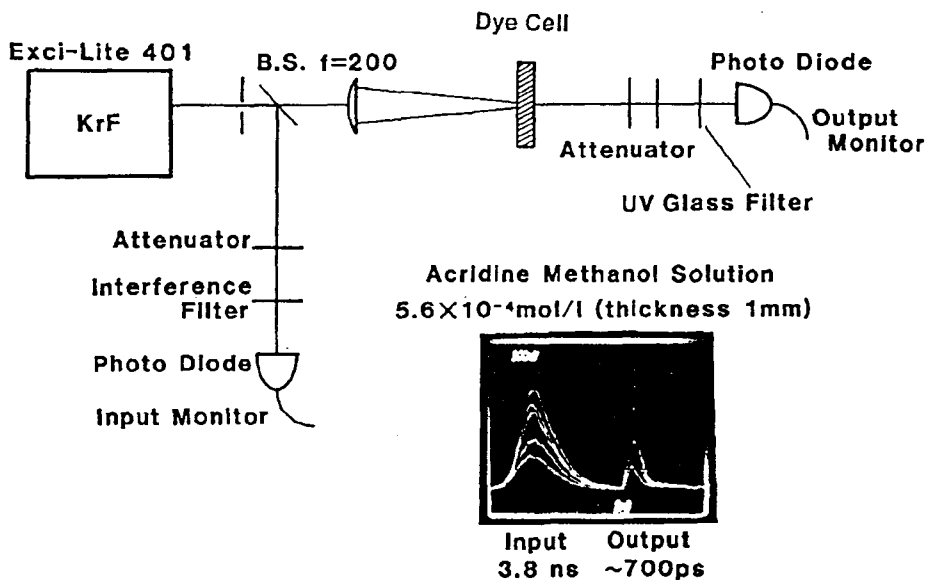 Dye Cell
Exci-Lite 401
B.S. f=200
Photo Diode
KrF
Output
Monitor
Attenuator
UV Glass Filter
Attenuator
Interference
Filter
Photo Diode
Input Monitor
Acridine Methanol Solution
5.6×10⁻⁴mol/l (thickness 1mm)
Input Output
3.8 ns ~700ps